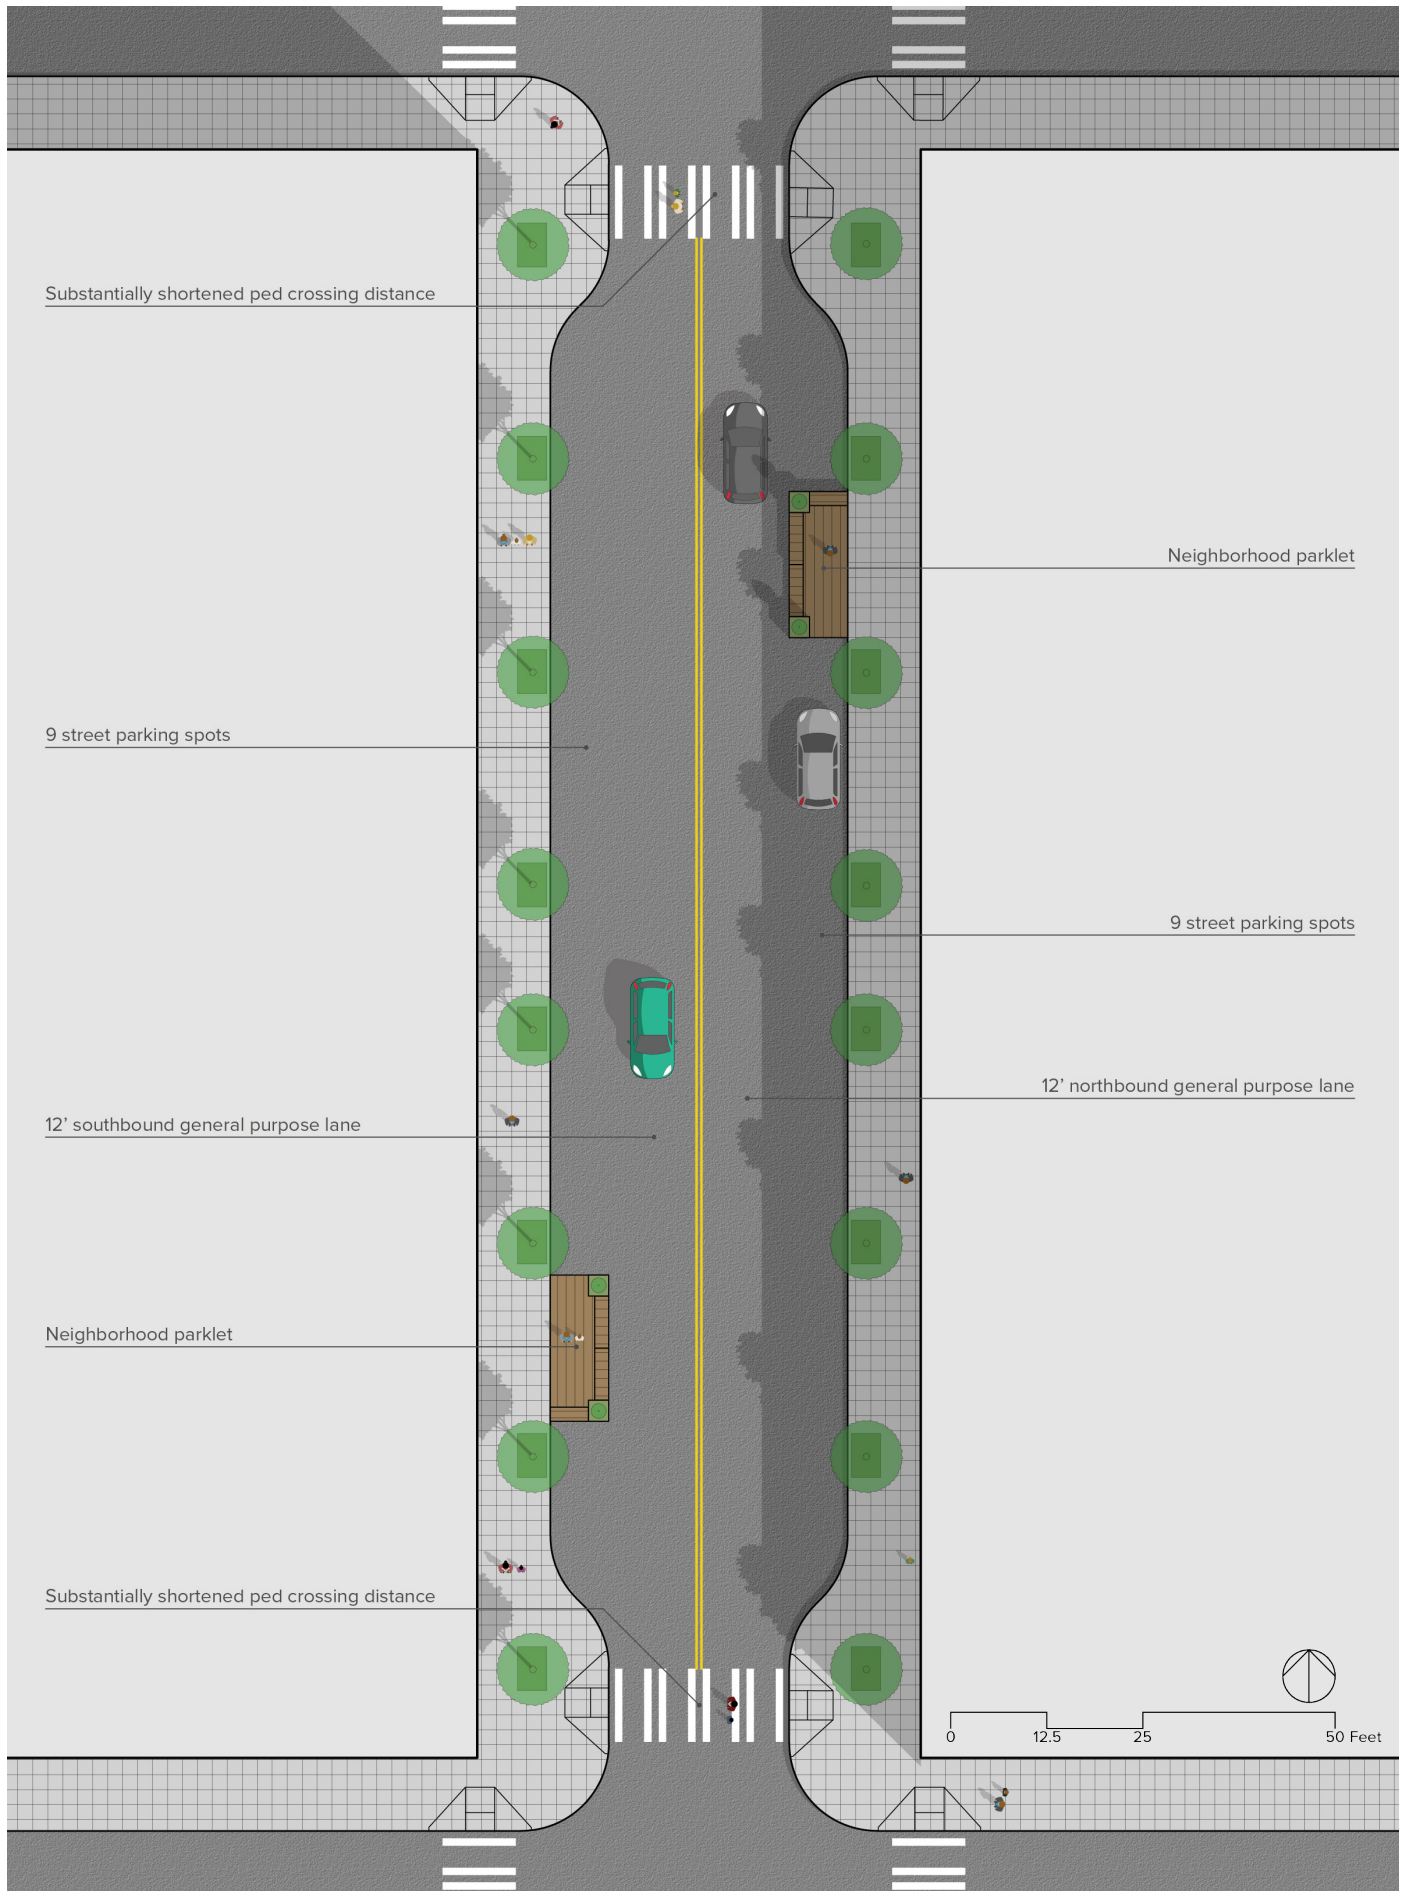 Substantially shortened ped crossing distance
Neighborhood parklet
9 street parking spots
9 street parking spots
12’ northbound general purpose lane
12’ southbound general purpose lane
Neighborhood parklet
Substantially shortened ped crossing distance
0 12.5 25 50 Feet